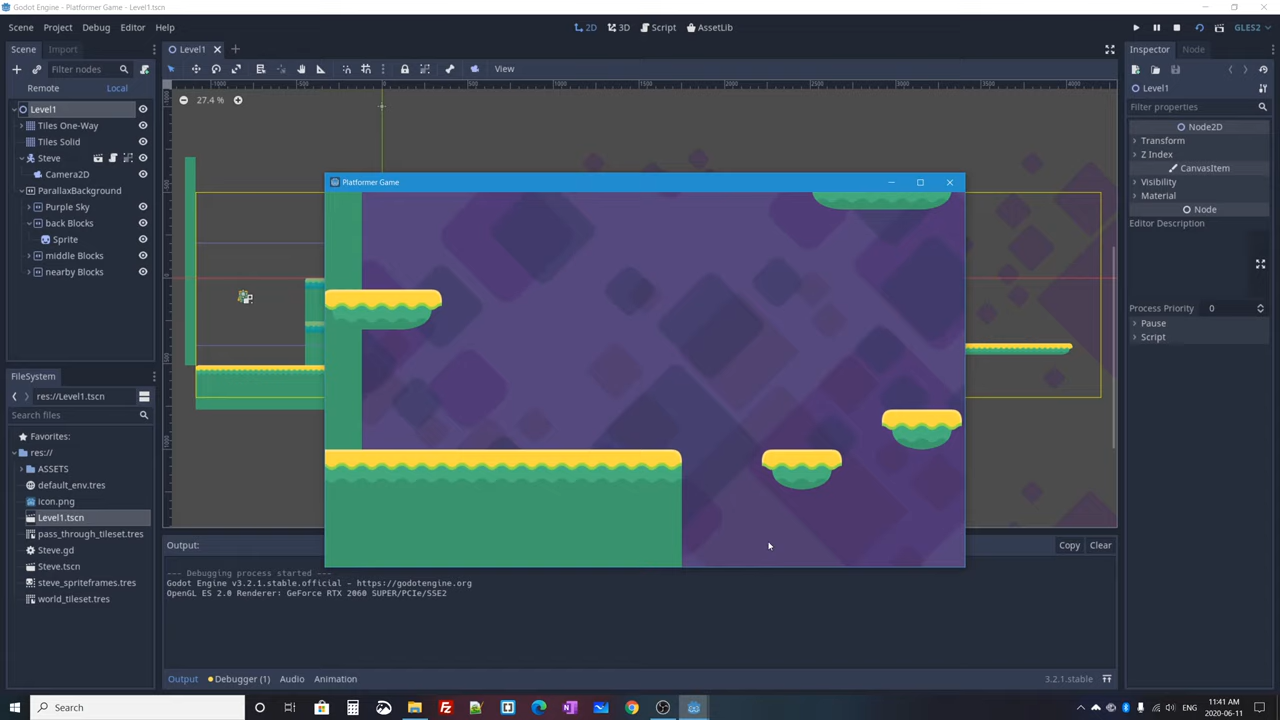 Godot Engine - Platformer Game - Level1.tscn
Scene Project Debug Editor Help
2D 3D Script AssetLib
GLES2
Scene Import
Level1
Inspector Node
Filter nodes
View
Remote Local
Level1
27.4 %
Filter properties
Level1
Tiles One-Way
Tiles Solid
Steve
Camera2D
ParallaxBackground
Purple Sky
back Blocks
Sprite
middle Blocks
nearby Blocks
Platformer Game
Node2D
Transform
Z Index
CanvasItem
Visibility
Material
Node
Editor Description
Process Priority 0
Pause
Script
FileSystem
res://Level1.tscn
Search files
Favorites:
res://
ASSETS
default_env.tres
icon.png
Level1.tscn
pass_through_tileset.tres
Steve.gd
Steve.tscn
steve_spriteframes.tres
world_tileset.tres
Output:
Copy Clear
--- Debugging process started ---
Godot Engine v3.2.1.stable.official - https://godotengine.org
OpenGL ES 2.0 Renderer: GeForce RTX 2060 SUPER/PCIe/SSE2
Output Debugger (1) Audio Animation
3.2.1.stable
Search
11:41 AM
2020-06-11